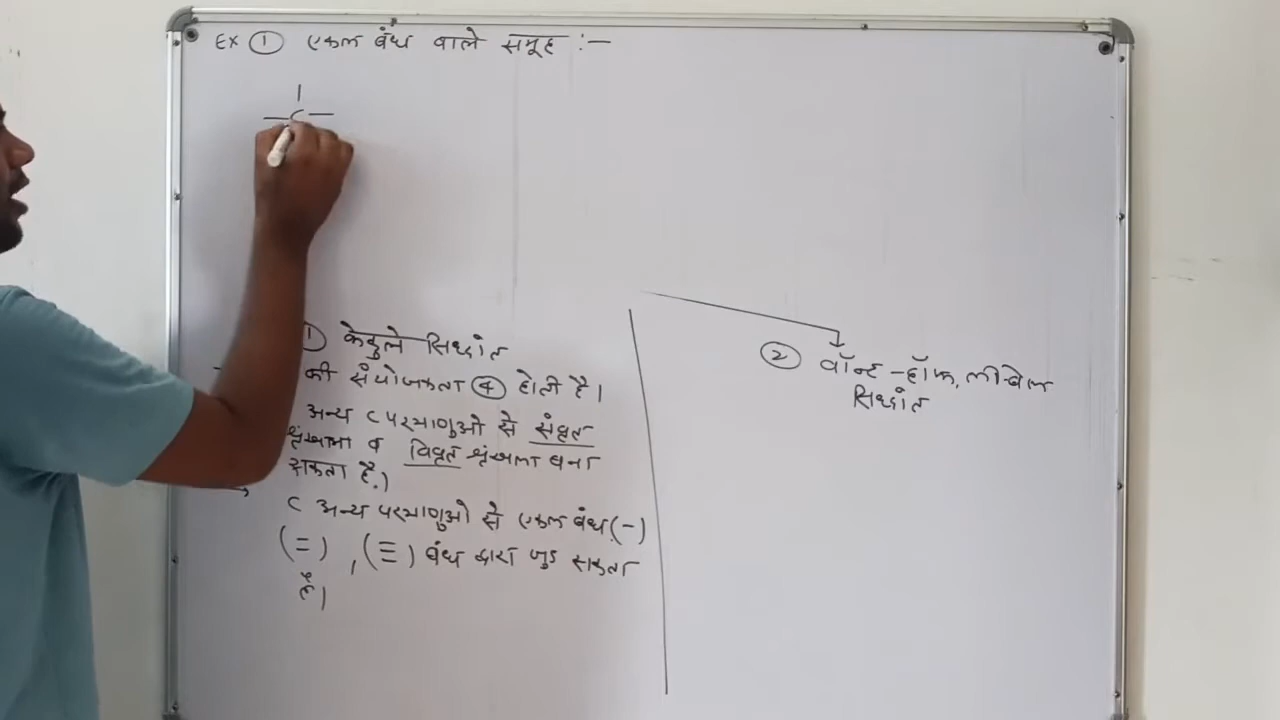 EX ① एकल बंध वाले समूह :-
C
① केकुले सिध्दांत
की संयोजकता ④ होती है।
अन्य C परमाणुओ से संवृत
श्रृंखला व विवृत श्रृंखला बना
सकता है।
C अन्य परमाणुओ से एकल बंध (-)
(=) , (≡) बंध द्वारा जुड सकता
है।
② वॉन्ट - हॉफ, लीबेल
सिध्दांत